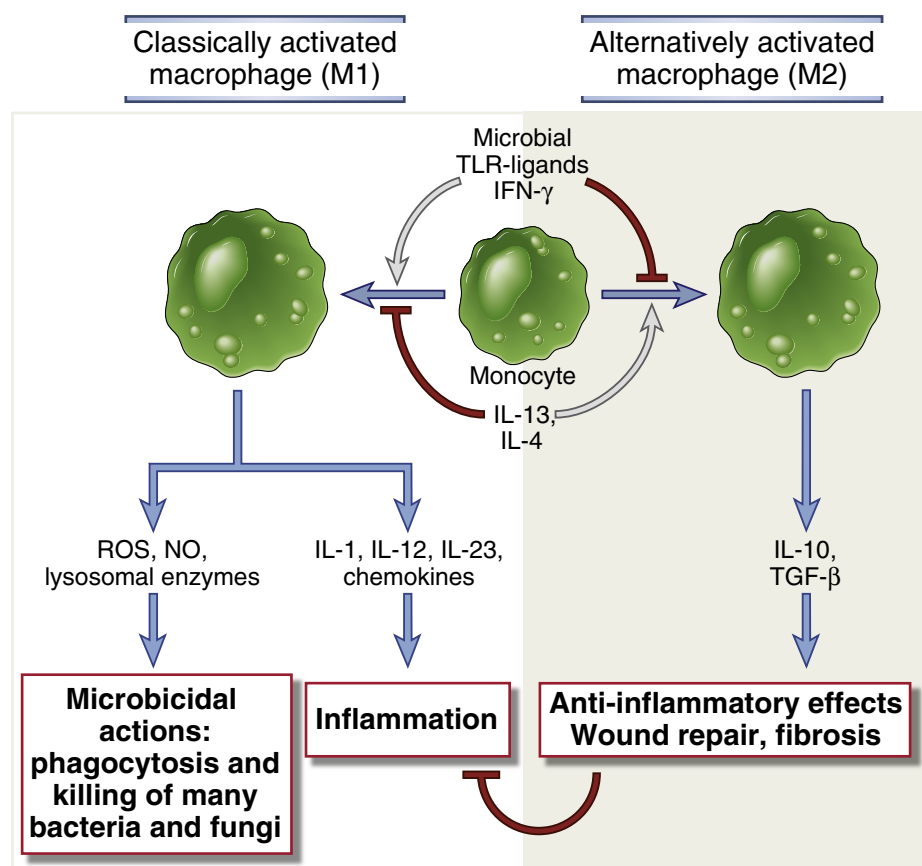 Classically activated
macrophage (M1)
Alternatively activated
macrophage (M2)
Microbial
TLR-ligands
IFN-γ
Monocyte
IL-13,
IL-4
ROS, NO,
lysosomal enzymes
IL-1, IL-12, IL-23,
chemokines
IL-10,
TGF-β
Microbicidal
actions:
phagocytosis and
killing of many
bacteria and fungi
Inflammation
Anti-inflammatory effects
Wound repair, fibrosis